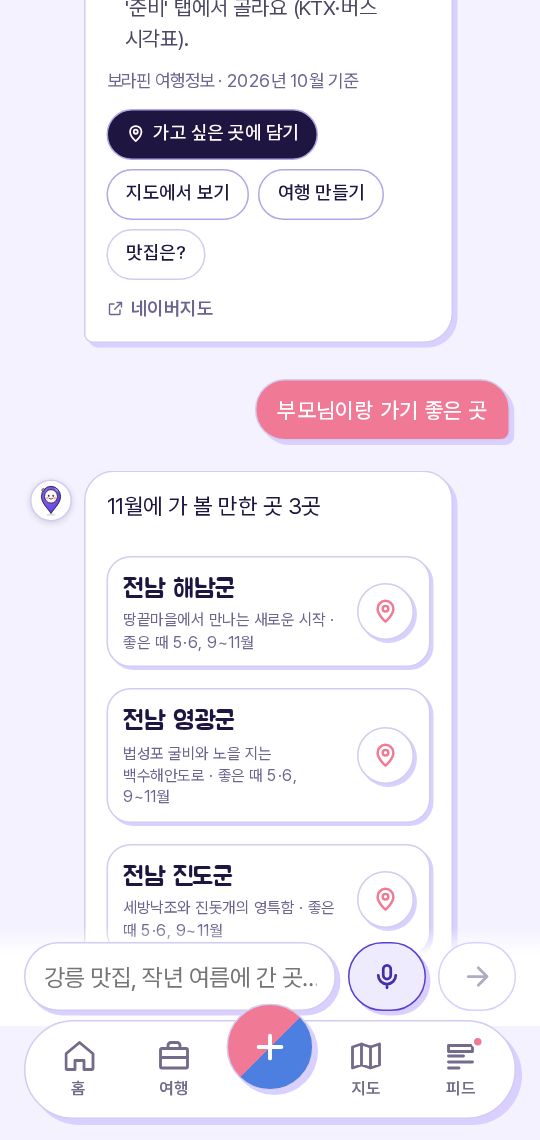 '준비' 탭에서 골라요 (KTX·버스
시각표).
보라핀 여행정보 · 2026년 10월 기준
가고 싶은 곳에 담기
지도에서 보기
여행 만들기
맛집은?
네이버지도
부모님이랑 가기 좋은 곳
11월에 가 볼 만한 곳 3곳
전남 해남군
땅끝마을에서 만나는 새로운 시작 ·
좋은 때 5·6, 9~11월
전남 영광군
법성포 굴비와 노을 지는
백수해안도로 · 좋은 때 5·6,
9~11월
전남 진도군
세방낙조와 진돗개의 영특함 · 좋은
때 5·6, 9~11월
강릉 맛집, 작년 여름에 간 곳...
홈
여행
지도
피드